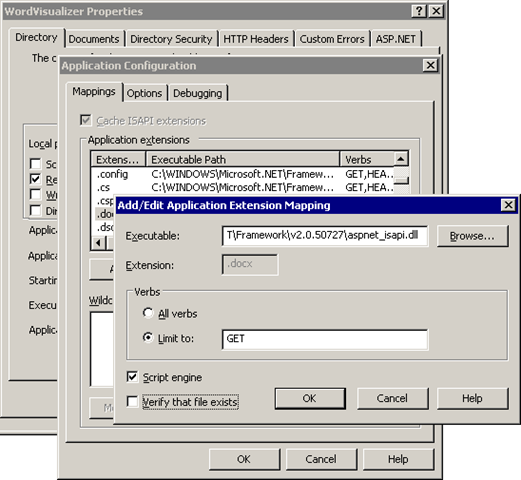 WordVisualizer Properties
Directory Documents Directory Security HTTP Headers Custom Errors ASP.NET
The
Application Configuration
Mappings Options Debugging
Cache ISAPI extensions
Application extensions
Local p
Extens... Executable Path Verbs
.config C:\WINDOWS\Microsoft.NET\Framew... GET,HEA...
.cs C:\WINDOWS\Microsoft.NET\Framew... GET,HEA...
.csp
.doc
.dso
Add/Edit Application Extension Mapping
Executable: T\Framework\v2.0.50727\aspnet_isapi.dll Browse...
Extension: .docx
Verbs
All verbs
Limit to: GET
Script engine
Verify that file exists
OK Cancel Help
Sc
Re
Dir
Applic
Applic
Startin
Execu
Applic
Wildc
OK Cancel Help